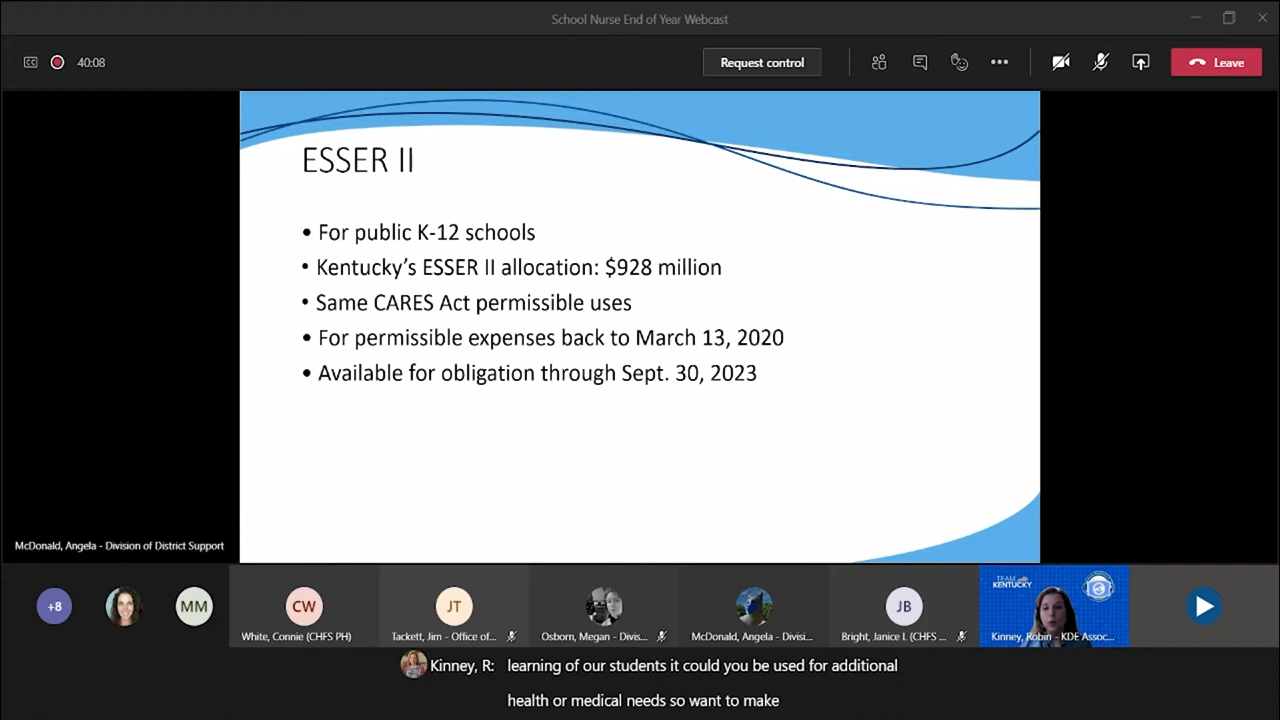 School Nurse End of Year Webcast
CC
40:08
Request control
Leave
ESSER II
• For public K-12 schools
• Kentucky’s ESSER II allocation: $928 million
• Same CARES Act permissible uses
• For permissible expenses back to March 13, 2020
• Available for obligation through Sept. 30, 2023
McDonald, Angela - Division of District Support
+8
MM
CW
JT
JB
TEAM
KENTUCKY
White, Connie (CHFS PH)
Tackett, Jim - Office of...
Osborn, Megan - Divis...
McDonald, Angela - Divisi...
Bright, Janice L (CHFS ...
Kinney, Robin - KDE Assoc...
Kinney, R: learning of our students it could you be used for additional
health or medical needs so want to make